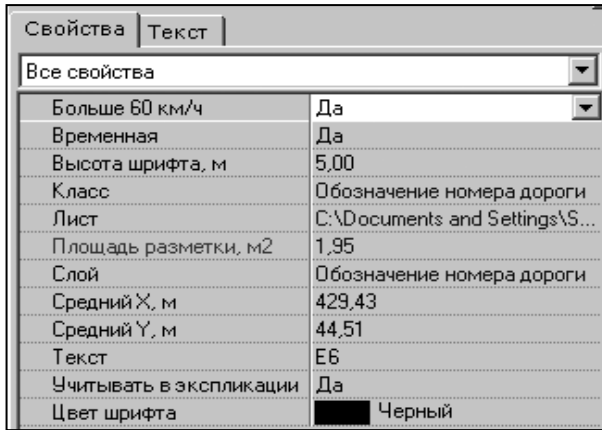 Свойства Текст
Все свойства
Больше 60 км/ч Да
Временная Да
Высота шрифта, м 5,00
Класс Обозначение номера дороги
Лист C:\Documents and Settings\S...
Площадь разметки, м2 1,95
Слой Обозначение номера дороги
Средний X, м 429,43
Средний Y, м 44,51
Текст E6
Учитывать в экспликации Да
Цвет шрифта Черный